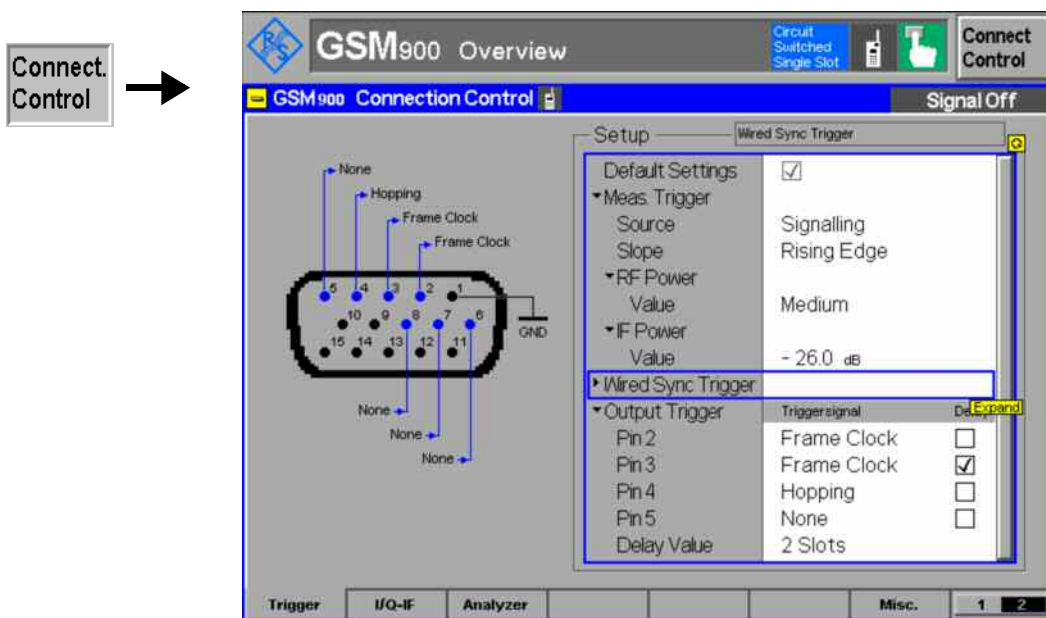 Connect.
Control
R&S
GSM900 Overview
Circuit
Switched
Single Slot
Connect
Control
GSM900 Connection Control
Signal Off
Setup
Wired Sync Trigger
Q
Default Settings
Meas. Trigger
Source Signalling
Slope Rising Edge
RF Power
Value Medium
IF Power
Value - 26.0 dB
Wired Sync Trigger
Expand
Output Trigger Triggersignal
Pin 2 Frame Clock
Pin 3 Frame Clock
Pin 4 Hopping
Pin 5 None
Delay Value 2 Slots
None
Hopping
Frame Clock
Frame Clock
5 4 3 2 1
10 9 8 7 6
GND
15 14 13 12 11
None
None
None
Trigger I/Q-IF Analyzer Misc. 1 2